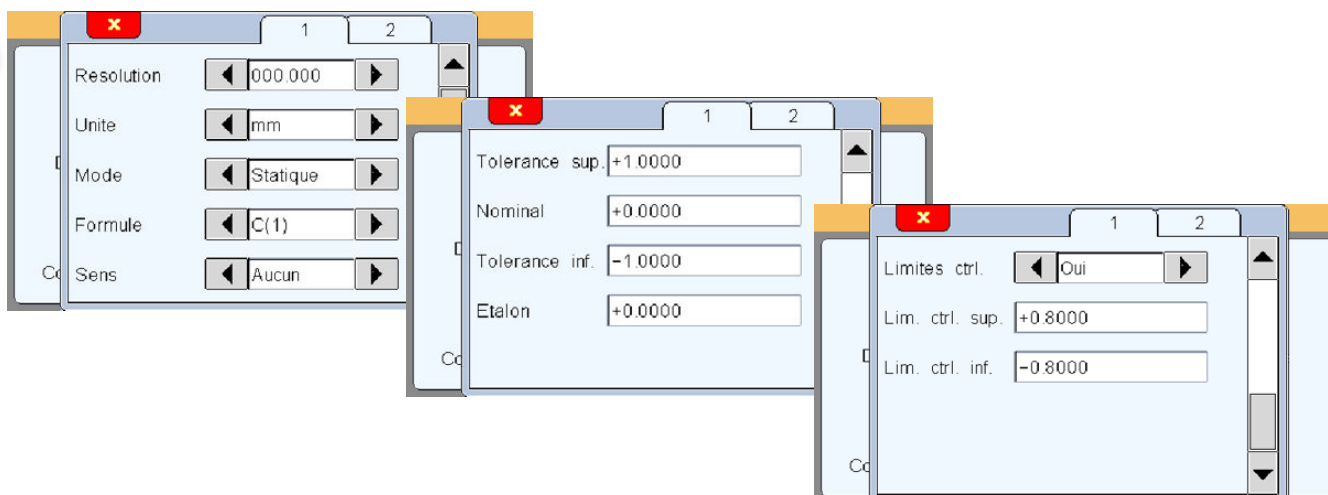 x 1 2
Resolution 000.000
Unite mm
Mode Statique
Formule C(1)
Sens Aucun
x 1 2
Tolerance sup. +1.0000
Nominal +0.0000
Tolerance inf. -1.0000
Etalon +0.0000
x 1 2
Limites ctrl. Oui
Lim. ctrl. sup. +0.8000
Lim. ctrl. inf. -0.8000